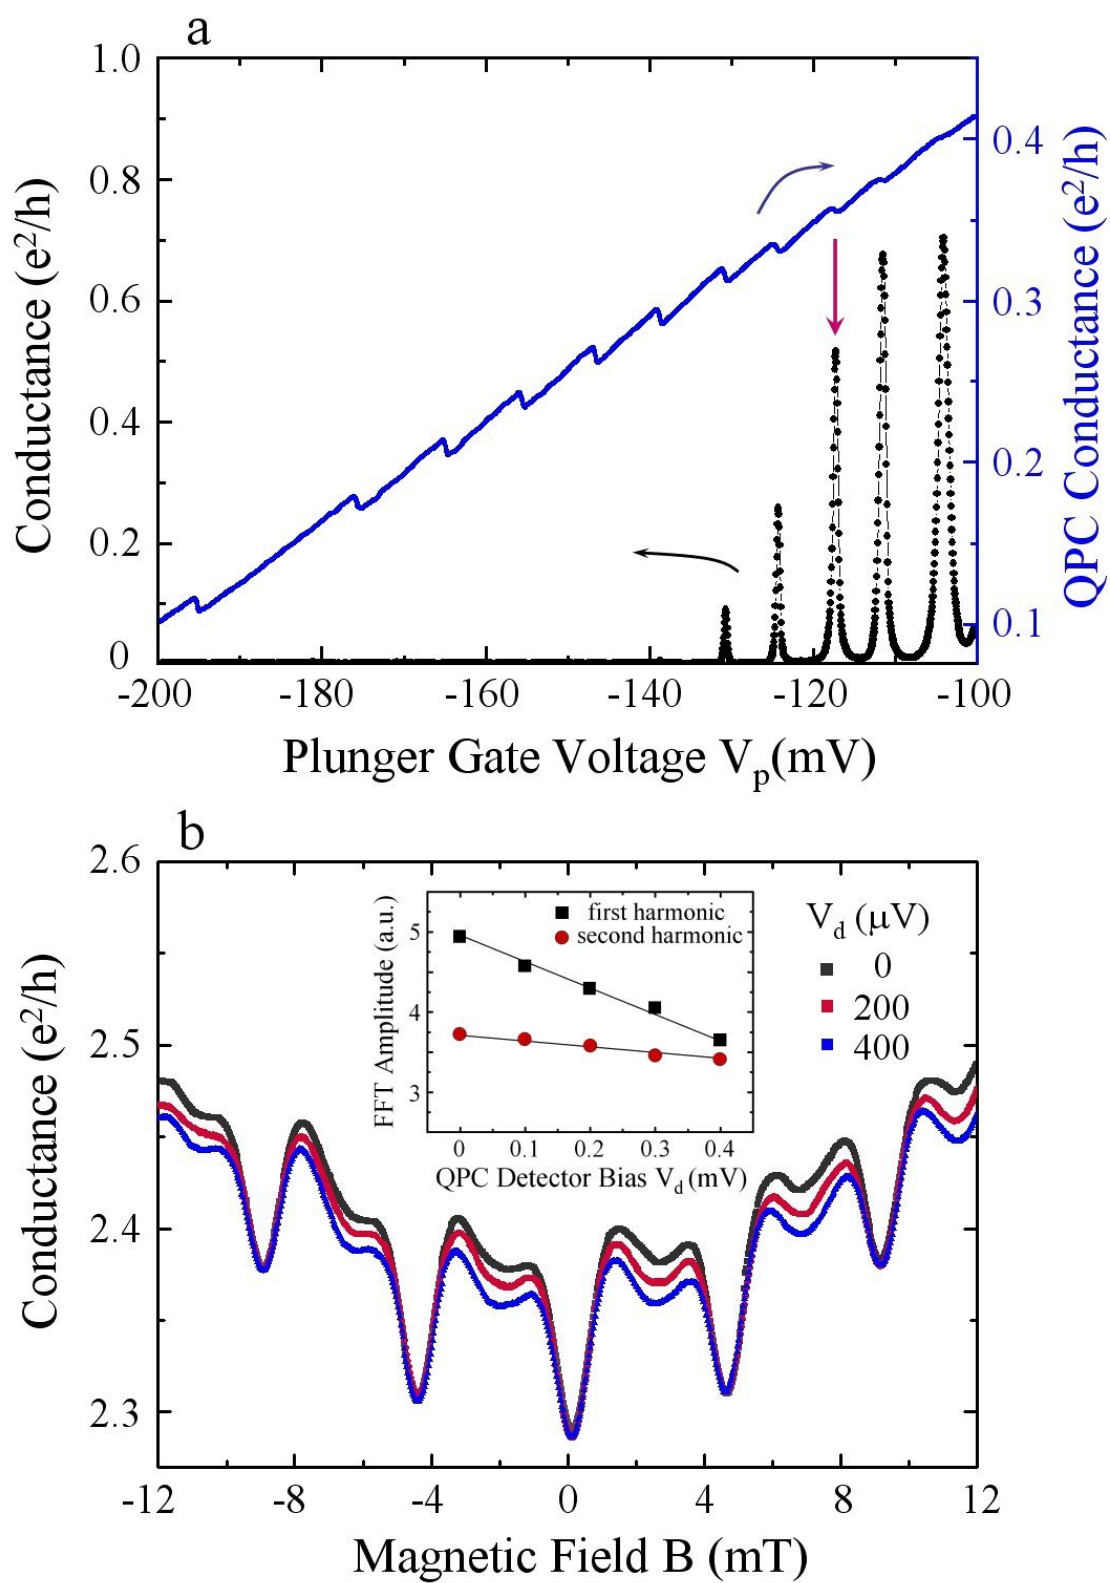 a
1.0
0.8
0.6
0.4
0.2
0
Conductance (e²/h)
0.4
0.3
0.2
0.1
QPC Conductance (e²/h)
-200 -180 -160 -140 -120 -100
Plunger Gate Voltage Vₚ(mV)
b
2.6
2.5
2.4
2.3
Conductance (e²/h)
FFT Amplitude (a.u.)
5
4
3
first harmonic
second harmonic
0 0.1 0.2 0.3 0.4
QPC Detector Bias V_d (mV)
V_d (μV)
0
200
400
-12 -8 -4 0 4 8 12
Magnetic Field B (mT)